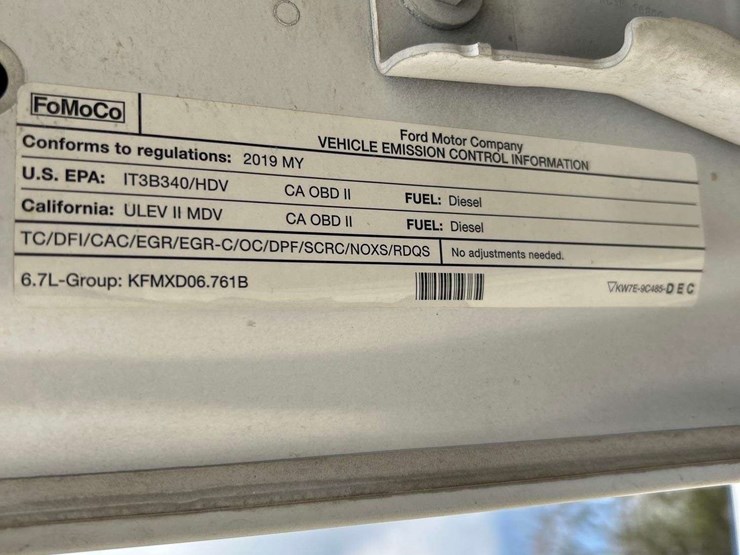 FoMoCo
Ford Motor Company
VEHICLE EMISSION CONTROL INFORMATION
Conforms to regulations: 2019 MY
U.S. EPA: IT3B340/HDV CA OBD II FUEL: Diesel
California: ULEV II MDV CA OBD II FUEL: Diesel
TC/DFI/CAC/EGR/EGR-C/OC/DPF/SCRC/NOXS/RDQS No adjustments needed.
6.7L-Group: KFMXD06.761B KW7E-9C485-DEC